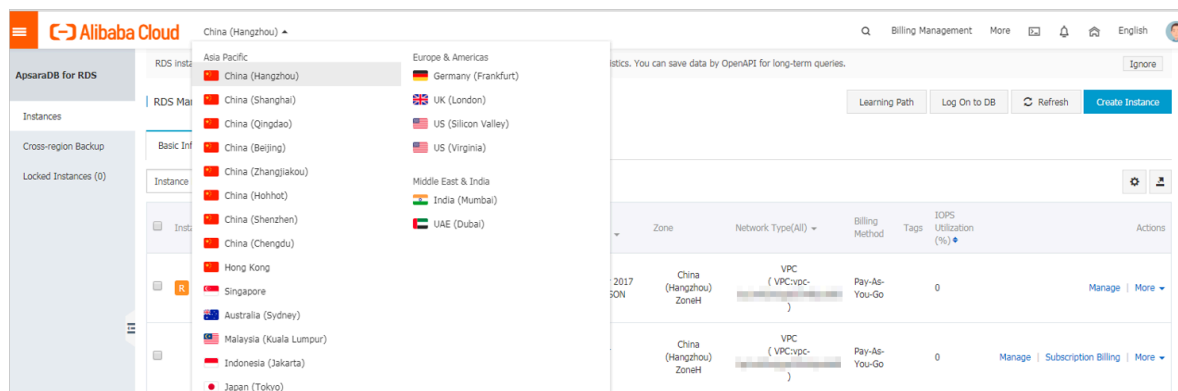 Alibaba Cloud
China (Hangzhou)
Billing Management
More
English
ApsaraDB for RDS
Instances
Cross-region Backup
Locked Instances (0)
RDS insta
istics. You can save data by OpenAPI for long-term queries.
Ignore
RDS Mar
Learning Path
Log On to DB
Refresh
Create Instance
Basic Inf
Instance
Asia Pacific
China (Hangzhou)
China (Shanghai)
China (Qingdao)
China (Beijing)
China (Zhangjiakou)
China (Hohhot)
China (Shenzhen)
China (Chengdu)
Hong Kong
Singapore
Australia (Sydney)
Malaysia (Kuala Lumpur)
Indonesia (Jakarta)
Japan (Tokyo)
Europe & Americas
Germany (Frankfurt)
UK (London)
US (Silicon Valley)
US (Virginia)
Middle East & India
India (Mumbai)
UAE (Dubai)
Insta
Zone
Network Type(All)
Billing
Method
Tags
IOPS
Utilization
(%)
Actions
R
2017
SON
China
(Hangzhou)
ZoneH
VPC
( VPC:vpc-
)
Pay-As-
You-Go
0
Manage | More
China
(Hangzhou)
ZoneH
VPC
( VPC:vpc-
)
Pay-As-
You-Go
0
Manage | Subscription Billing | More